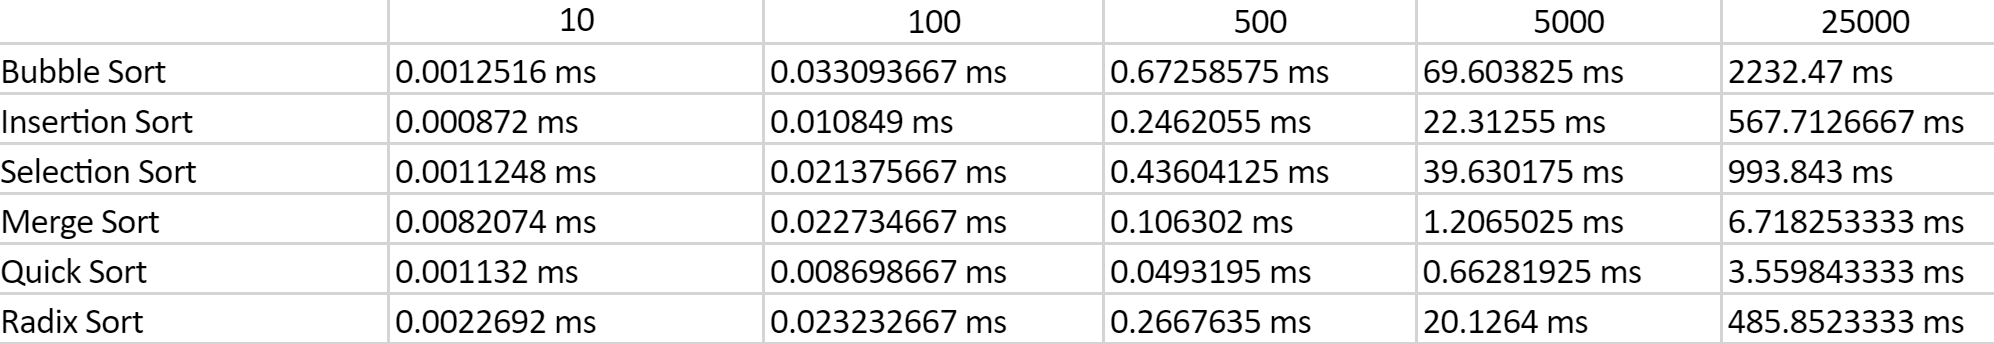 10 100 500 5000 25000
Bubble Sort 0.0012516 ms 0.033093667 ms 0.67258575 ms 69.603825 ms 2232.47 ms
Insertion Sort 0.000872 ms 0.010849 ms 0.2462055 ms 22.31255 ms 567.7126667 ms
Selection Sort 0.0011248 ms 0.021375667 ms 0.43604125 ms 39.630175 ms 993.843 ms
Merge Sort 0.0082074 ms 0.022734667 ms 0.106302 ms 1.2065025 ms 6.718253333 ms
Quick Sort 0.001132 ms 0.008698667 ms 0.0493195 ms 0.66281925 ms 3.559843333 ms
Radix Sort 0.0022692 ms 0.023232667 ms 0.2667635 ms 20.1264 ms 485.8523333 ms